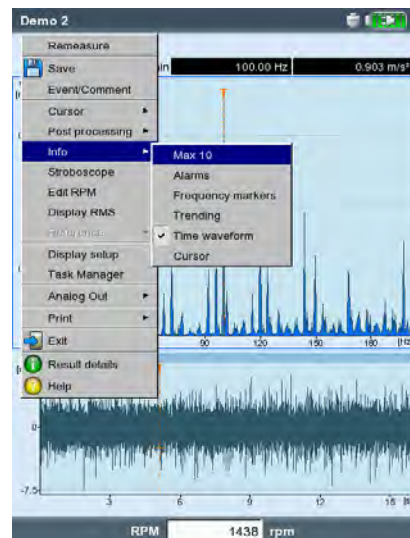 Demo 2
Remeasure
Save
in 100.00 Hz 0.903 m/s²
Event/Comment
Cursor
Post processing
Info
Max 10
Stroboscope
Alarms
Edit RPM
Frequency markers
Display RMS
Trending
Time waveform
Display setup
Cursor
Task Manager
Analog Out
Print
Exit
90 120 150 180 [Hz
Result details
Help
0
-7.5
3 6 9 12 15
RPM 1438 rpm